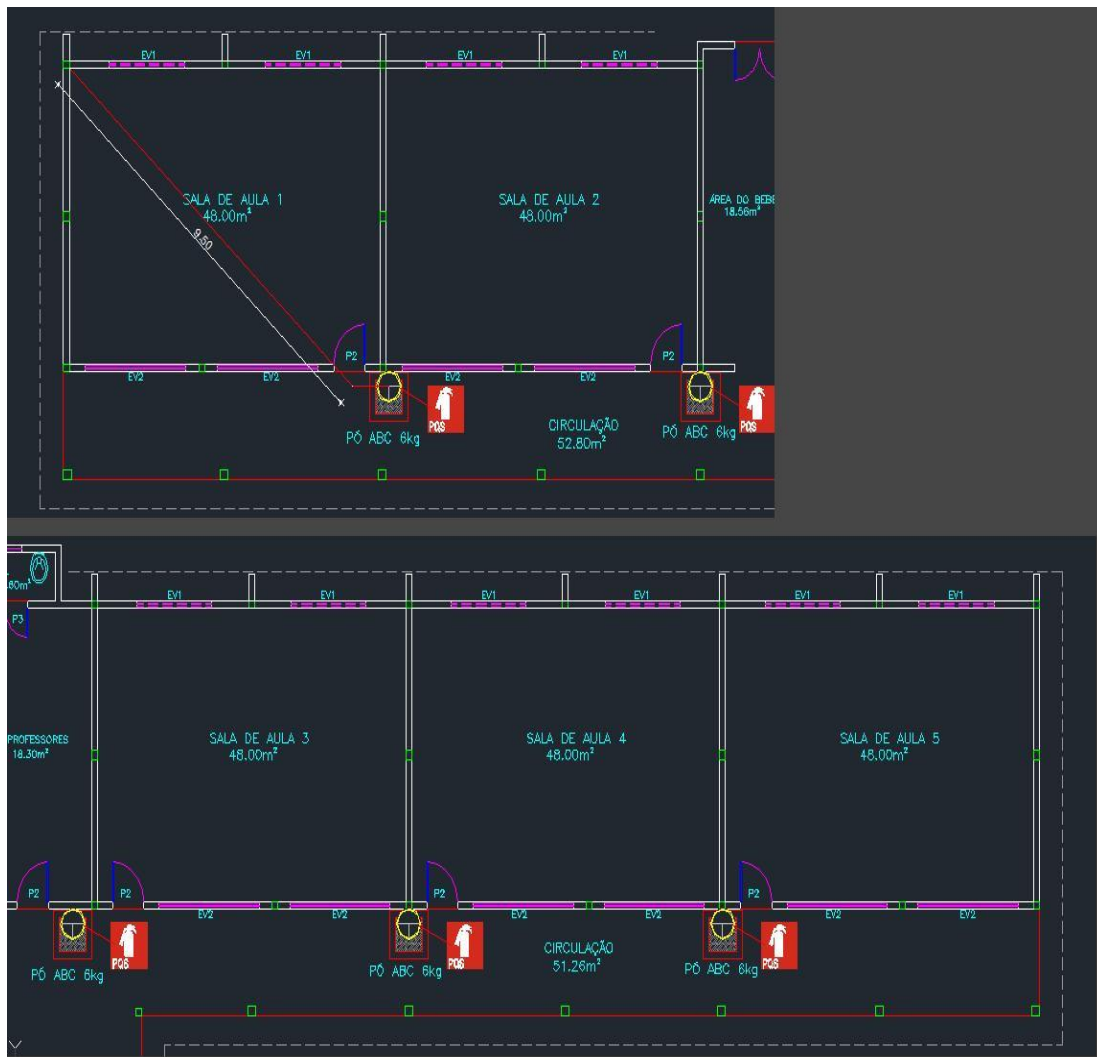 EV1 EV1 EV1 EV1
SALA DE AULA 1
48.00m²
SALA DE AULA 2
48.00m²
ÁREA DO BEBE
18.56m²
9.50
P2 P2
EV2 EV2 EV2 EV2
PQS PQS
PÓ ABC 6kg
CIRCULAÇÃO
52.80m²
PÓ ABC 6kg
.60m²
EV1 EV1 EV1 EV1 EV1 EV1
P3
PROFESSORES
18.30m²
SALA DE AULA 3
48.00m²
SALA DE AULA 4
48.00m²
SALA DE AULA 5
48.00m²
P2 P2 P2 P2
EV2 EV2 EV2 EV2 EV2 EV2
PQS PQS PQS
PÓ ABC 6kg
PÓ ABC 6kg
CIRCULAÇÃO
51.26m²
PÓ ABC 6kg